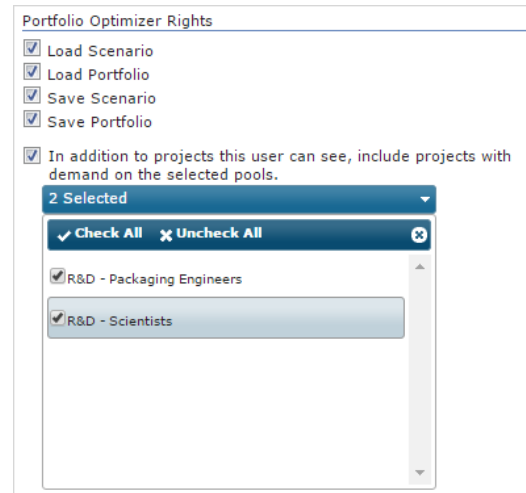 Portfolio Optimizer Rights
Load Scenario
Load Portfolio
Save Scenario
Save Portfolio
In addition to projects this user can see, include projects with
demand on the selected pools.
2 Selected
Check All Uncheck All
R&D - Packaging Engineers
R&D - Scientists